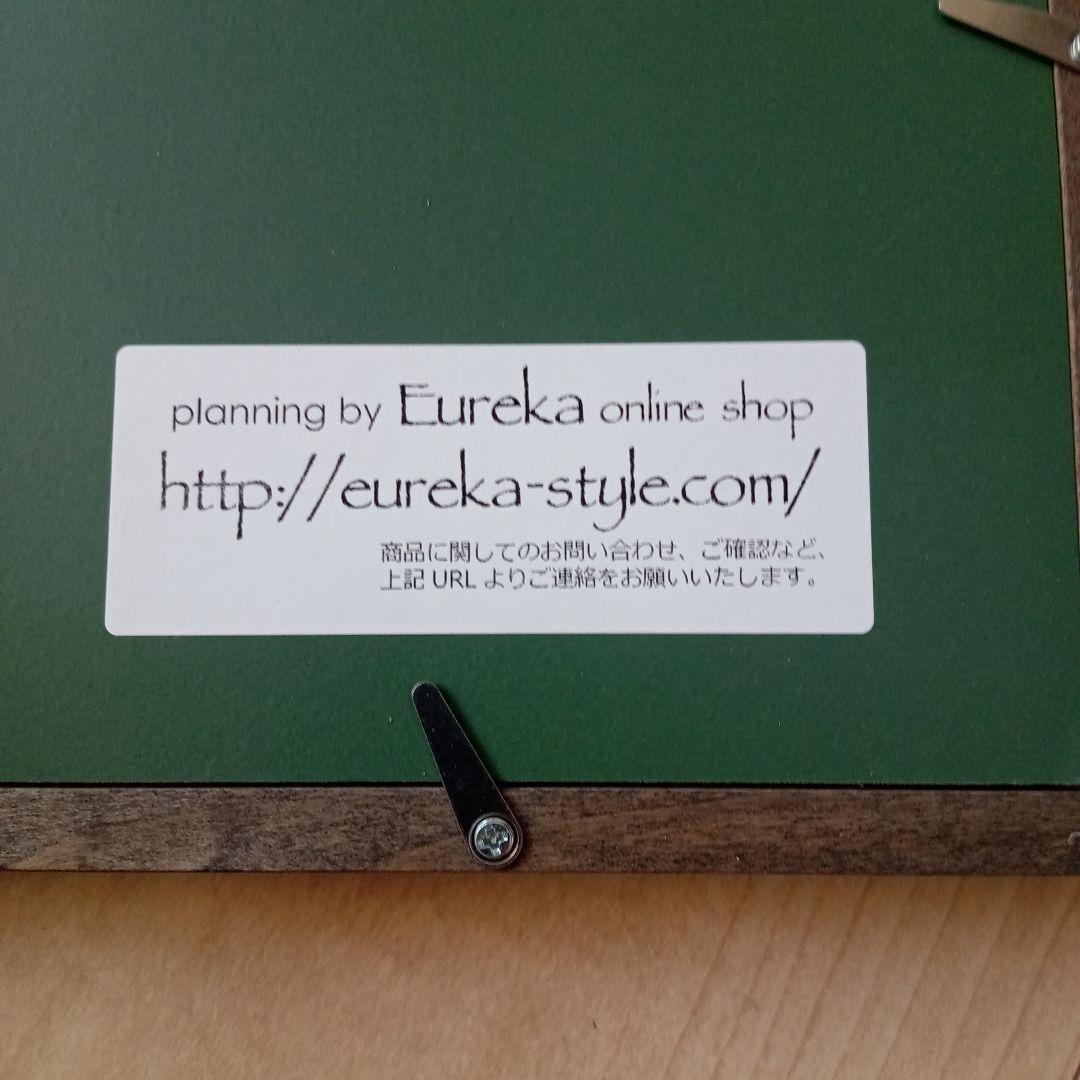 planning by Eureka online shop
http://eureka-style.com/
商品に関してのお問い合わせ、ご確認など、
上記 URL よりご連絡をお願いいたします。